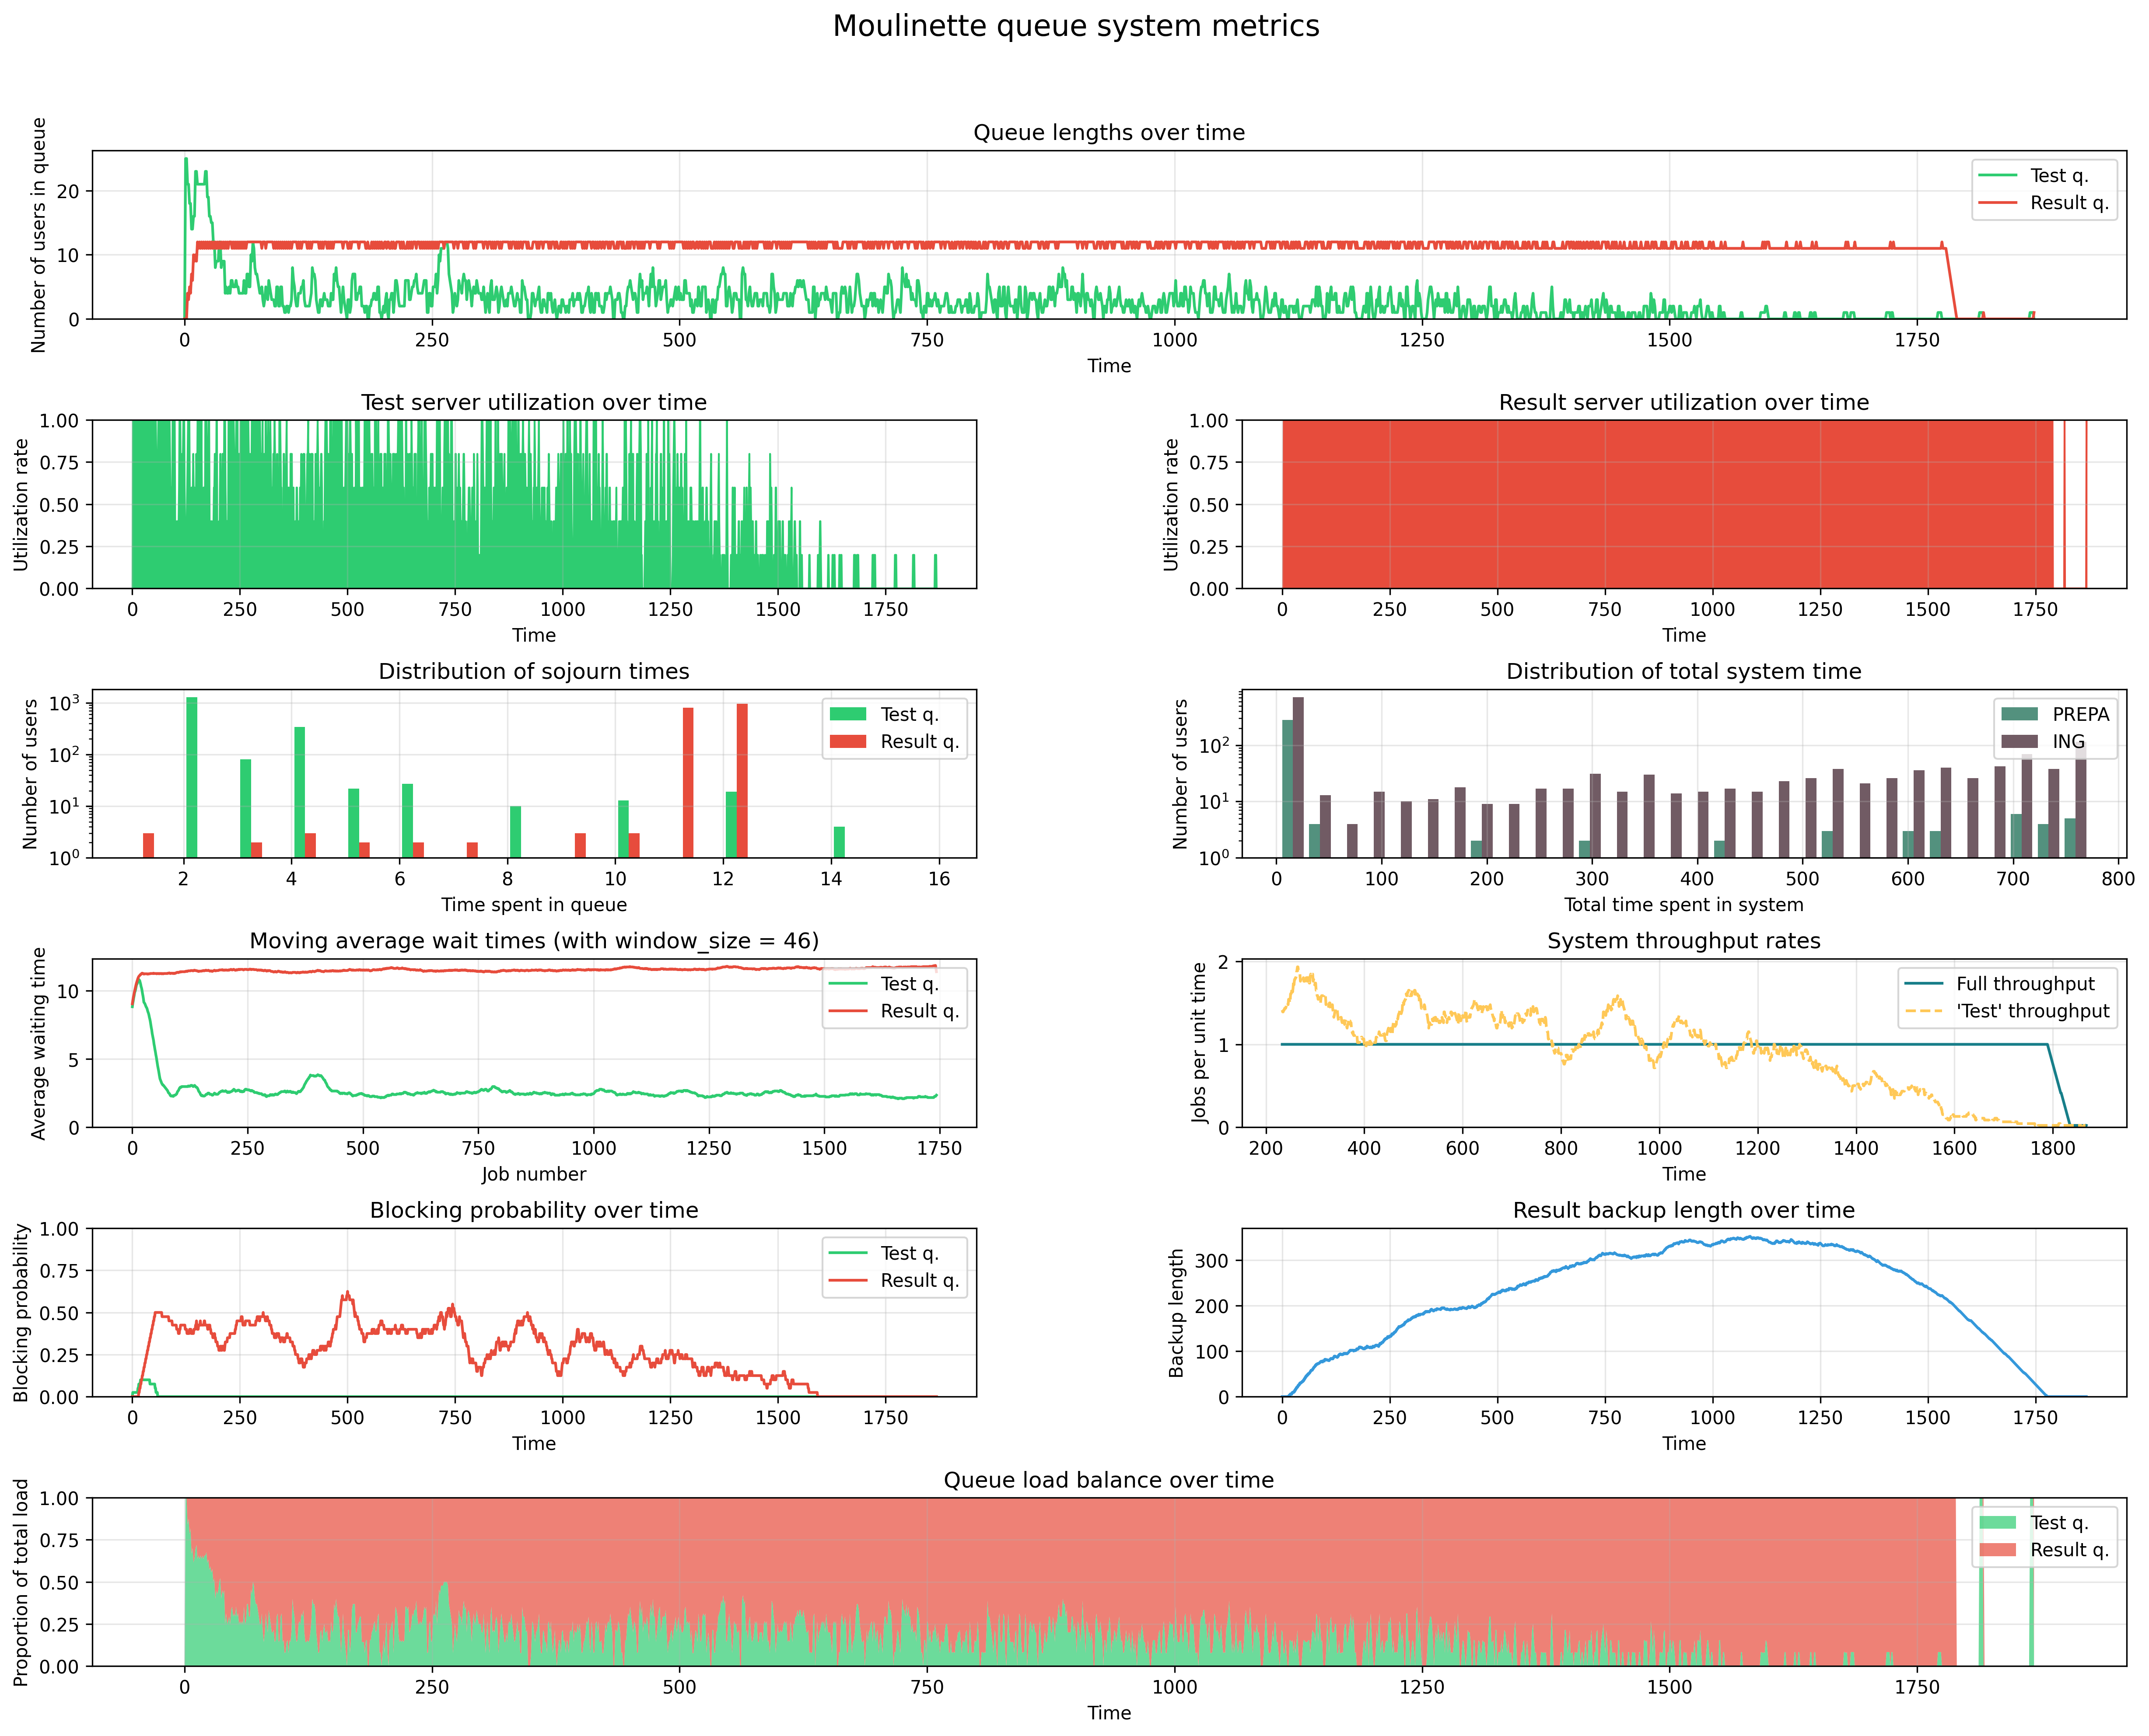 Moulinette queue system metrics
Queue lengths over time
Number of users in queue
20
10
0
Test q.
Result q.
0 250 500 750 1000 1250 1500 1750
Time
Test server utilization over time
Utilization rate
1.00
0.75
0.50
0.25
0.00
0 250 500 750 1000 1250 1500 1750
Time
Result server utilization over time
Utilization rate
1.00
0.75
0.50
0.25
0.00
0 250 500 750 1000 1250 1500 1750
Time
Distribution of sojourn times
Number of users
10³
10²
10¹
10⁰
Test q.
Result q.
2 4 6 8 10 12 14 16
Time spent in queue
Distribution of total system time
Number of users
10²
10¹
10⁰
PREPA
ING
0 100 200 300 400 500 600 700 800
Total time spent in system
Moving average wait times (with window_size = 46)
Average waiting time
10
5
0
Test q.
Result q.
0 250 500 750 1000 1250 1500 1750
Job number
System throughput rates
Jobs per unit time
2
1
0
Full throughput
'Test' throughput
200 400 600 800 1000 1200 1400 1600 1800
Time
Blocking probability over time
Blocking probability
1.00
0.75
0.50
0.25
0.00
Test q.
Result q.
0 250 500 750 1000 1250 1500 1750
Time
Result backup length over time
Backup length
300
200
100
0
0 250 500 750 1000 1250 1500 1750
Time
Queue load balance over time
Proportion of total load
1.00
0.75
0.50
0.25
0.00
Test q.
Result q.
0 250 500 750 1000 1250 1500 1750
Time